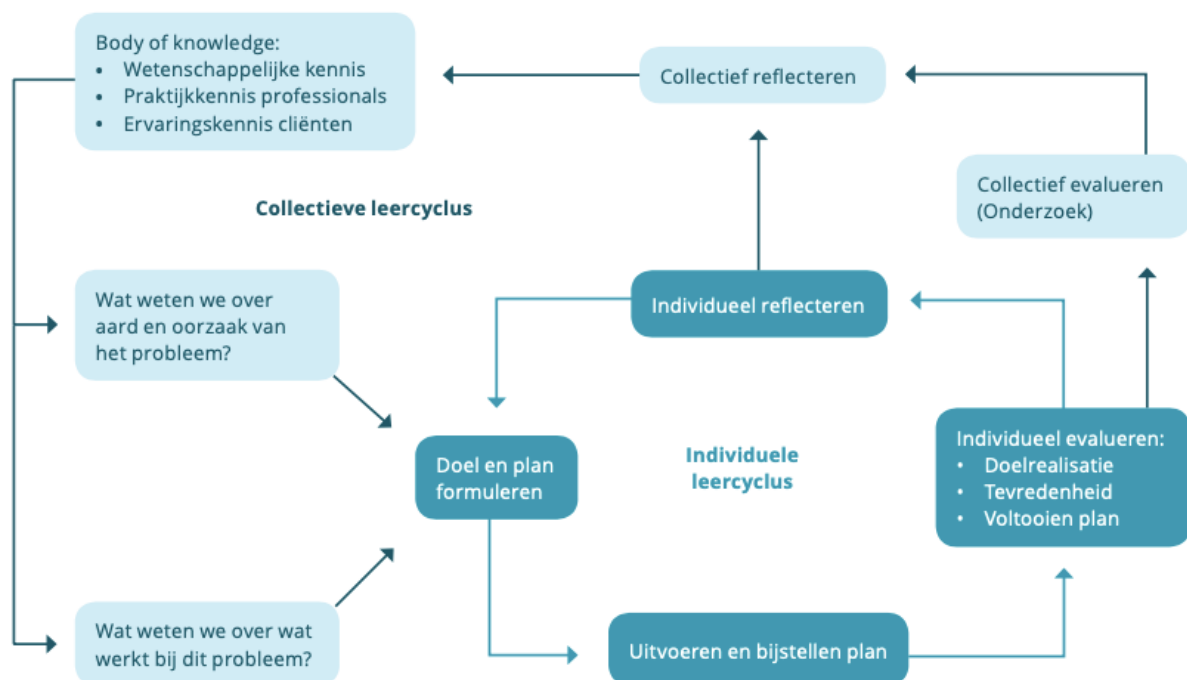 Body of knowledge:
• Wetenschappelijke kennis
• Praktijkkennis professionals
• Ervaringskennis cliënten
Collectief reflecteren
Collectief evalueren
(Onderzoek)
Collectieve leercyclus
Wat weten we over
aard en oorzaak van
het probleem?
Individueel reflecteren
Doel en plan
formuleren
Individuele
leercyclus
Individueel evalueren:
• Doelrealisatie
• Tevredenheid
• Voltooien plan
Wat weten we over wat
werkt bij dit probleem?
Uitvoeren en bijstellen plan